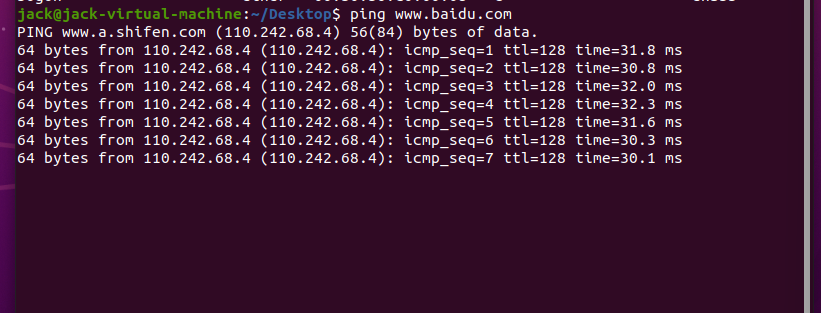 jack@jack-virtual-machine:~/Desktop$ ping www.baidu.com
PING www.a.shifen.com (110.242.68.4) 56(84) bytes of data.
64 bytes from 110.242.68.4 (110.242.68.4): icmp_seq=1 ttl=128 time=31.8 ms
64 bytes from 110.242.68.4 (110.242.68.4): icmp_seq=2 ttl=128 time=30.8 ms
64 bytes from 110.242.68.4 (110.242.68.4): icmp_seq=3 ttl=128 time=32.0 ms
64 bytes from 110.242.68.4 (110.242.68.4): icmp_seq=4 ttl=128 time=32.3 ms
64 bytes from 110.242.68.4 (110.242.68.4): icmp_seq=5 ttl=128 time=31.6 ms
64 bytes from 110.242.68.4 (110.242.68.4): icmp_seq=6 ttl=128 time=30.3 ms
64 bytes from 110.242.68.4 (110.242.68.4): icmp_seq=7 ttl=128 time=30.1 ms